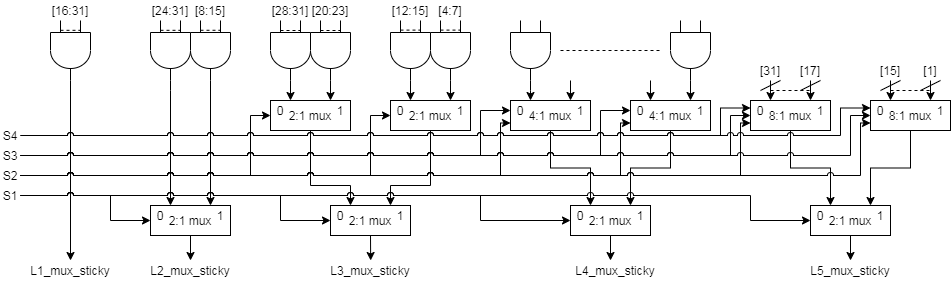 [16:31] [24:31] [8:15] [28:31] [20:23] [12:15] [4:7]
[31] [17] [15] [1]
0 2:1 mux 1 0 2:1 mux 1 0 4:1 mux 1 0 4:1 mux 1 0 8:1 mux 1 0 8:1 mux 1
S4
S3
S2
S1
0 2:1 mux 1 0 2:1 mux 1 0 2:1 mux 1 0 2:1 mux 1
L1_mux_sticky L2_mux_sticky L3_mux_sticky L4_mux_sticky L5_mux_sticky